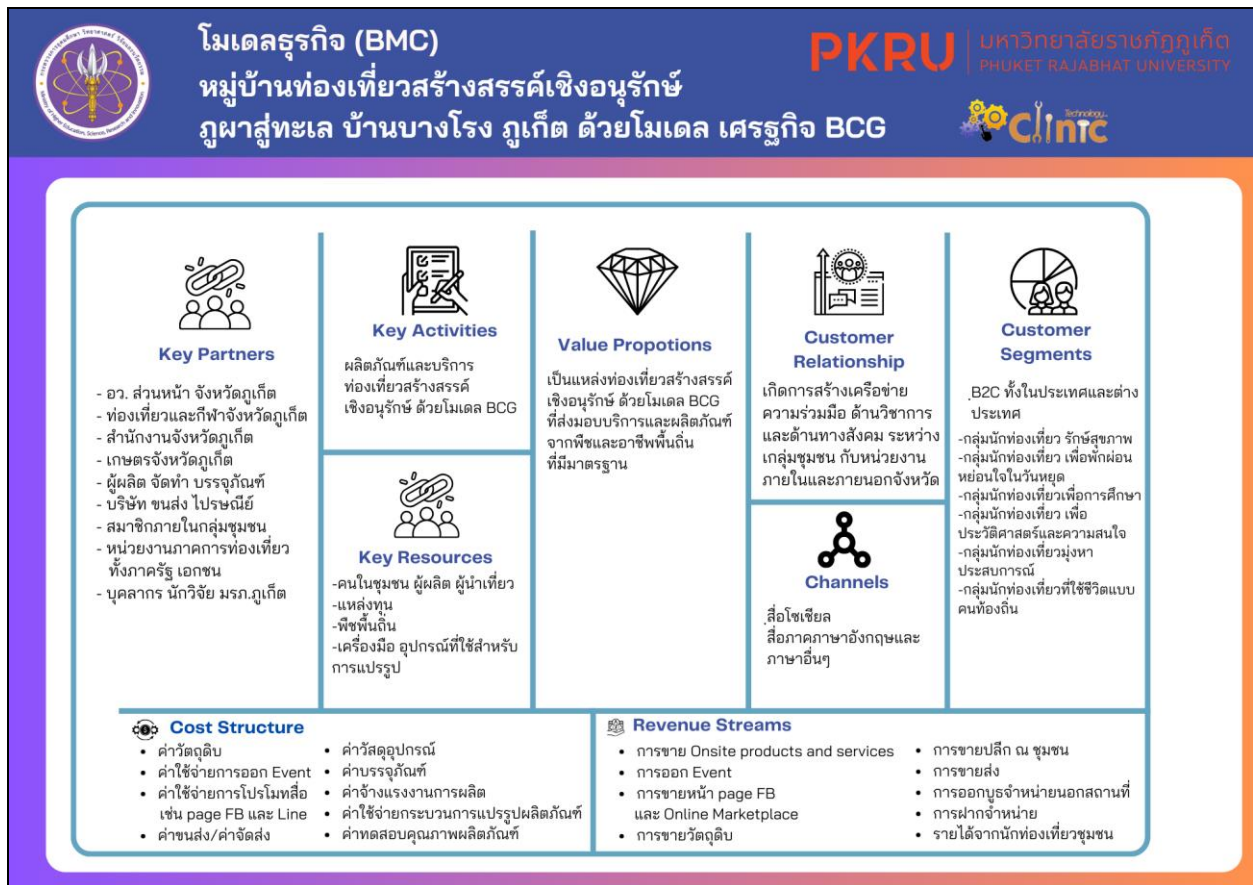 โมเดลธุรกิจ (BMC)
หมู่บ้านท่องเที่ยวสร้างสรรค์เชิงอนุรักษ์
ภูผาสู่ทะเล บ้านบางโรง ภูเก็ต ด้วยโมเดล เศรษฐกิจ BCG
PKRU
มหาวิทยาลัยราชภัฏภูเก็ต
PHUKET RAJABHAT UNIVERSITY
Technology
Clinic
Key Partners
- อว. ส่วนหน้า จังหวัดภูเก็ต
- ท่องเที่ยวและกีฬาจังหวัดภูเก็ต
- สำนักงานจังหวัดภูเก็ต
- เกษตรจังหวัดภูเก็ต
- ผู้ผลิต จัดทำ บรรจุภัณฑ์
- บริษัท ขนส่ง ไปรษณีย์
- สมาชิกภายในกลุ่มชุมชน
- หน่วยงานภาคการท่องเที่ยว
ทั้งภาครัฐ เอกชน
- บุคลากร นักวิจัย มรภ.ภูเก็ต
Key Activities
ผลิตภัณฑ์และบริการ
ท่องเที่ยวสร้างสรรค์
เชิงอนุรักษ์ ด้วยโมเดล BCG
Key Resources
-คนในชุมชน ผู้ผลิต ผู้นำเที่ยว
-แหล่งทุน
-พืชพื้นถิ่น
-เครื่องมือ อุปกรณ์ที่ใช้สำหรับ
การแปรรูป
Value Propotions
เป็นแหล่งท่องเที่ยวสร้างสรรค์
เชิงอนุรักษ์ ด้วยโมเดล BCG
ที่ส่งมอบบริการและผลิตภัณฑ์
จากพืชและอาชีพพื้นถิ่น
ที่มีมาตรฐาน
Customer
Relationship
เกิดการสร้างเครือข่าย
ความร่วมมือ ด้านวิชาการ
และด้านทางสังคม ระหว่าง
เกลุ่มชุมชน กับหน่วยงาน
ภายในและภายนอกจังหวัด
Channels
สื่อโซเชียล
สื่อภาคภาษาอังกฤษและ
ภาษาอื่นๆ
Customer
Segments
B2C ทั้งในประเทศและต่าง
ประเทศ
-กลุ่มนักท่องเที่ยว รักษ์สุขภาพ
-กลุ่มนักท่องเที่ยว เพื่อพักผ่อน
หย่อนใจในวันหยุด
-กลุ่มนักท่องเที่ยวเพื่อการศึกษา
-กลุ่มนักท่องเที่ยว เพื่อ
ประวัติศาสตร์และความสนใจ
-กลุ่มนักท่องเที่ยวมุ่งหา
ประสบการณ์
-กลุ่มนักท่องเที่ยวที่ใช้ชีวิตแบบ
คนท้องถิ่น
Cost Structure
• ค่าวัตถุดิบ
• ค่าใช้จ่ายการออก Event
• ค่าใช้จ่ายการโปรโมทสื่อ
เช่น page FB และ Line
• ค่าขนส่ง/ค่าจัดส่ง
• ค่าวัสดุอุปกรณ์
• ค่าบรรจุภัณฑ์
• ค่าจ้างแรงงานการผลิต
• ค่าใช้จ่ายกระบวนการแปรรูปผลิตภัณฑ์
• ค่าทดสอบคุณภาพผลิตภัณฑ์
Revenue Streams
• การขาย Onsite products and services
• การออก Event
• การขายหน้า page FB
และ Online Marketplace
• การขายวัตถุดิบ
• การขายปลีก ณ ชุมชน
• การขายส่ง
• การออกบูธจำหน่ายนอกสถานที่
• การฝากจำหน่าย
• รายได้จากนักท่องเที่ยวชุมชน